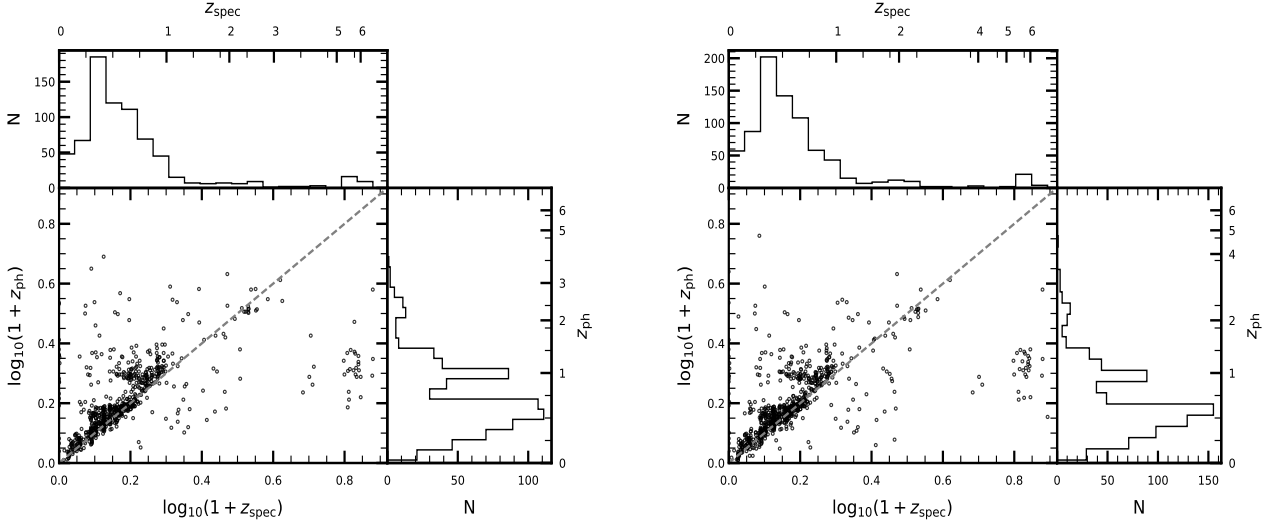 z_spec
0 1 2 3 4 5 6
N
150
100
50
0
log10(1 + z_ph)
0.8
0.6
0.4
0.2
0.0
0.0 0.2 0.4 0.6 0.8
log10(1 + z_spec)
6
5
3
2
1
0
z_ph
0 50 100
N
z_spec
0 1 2 4 5 6
N
200
150
100
50
0
log10(1 + z_ph)
0.8
0.6
0.4
0.2
0.0
0.0 0.2 0.4 0.6 0.8
log10(1 + z_spec)
6
5
4
2
1
0
z_ph
0 50 100 150
N